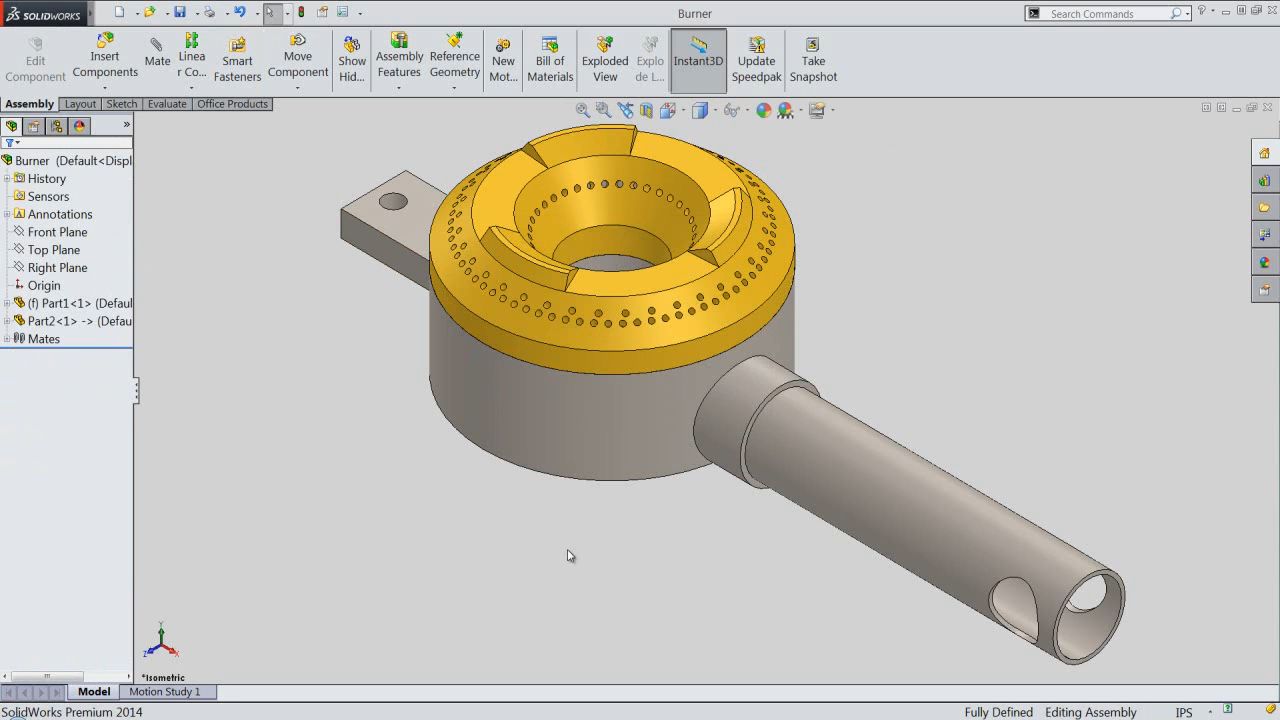 SOLIDWORKS
Burner
Search Commands
Edit Component
Insert Components
Mate
Linea r Co...
Smart Fasteners
Move Component
Show Hid...
Assembly Features
Reference Geometry
New Mot...
Bill of Materials
Exploded View
Explo de L...
Instant3D
Update Speedpak
Take Snapshot
Assembly
Layout
Sketch
Evaluate
Office Products
Burner (Default<Displ
History
Sensors
Annotations
Front Plane
Top Plane
Right Plane
Origin
(f) Part1<1> (Defaul
Part2<1> -> (Defau
Mates
Y
Z
X
*Isometric
Model
Motion Study 1
SolidWorks Premium 2014
Fully Defined
Editing Assembly
IPS